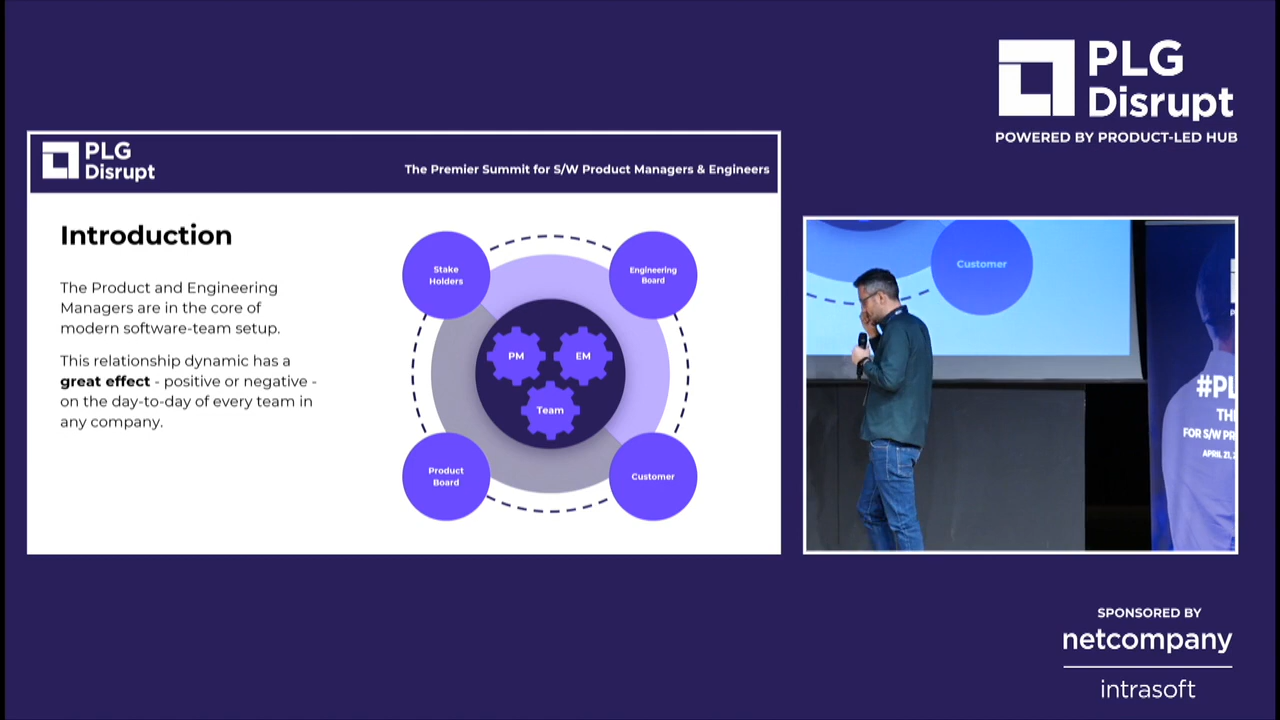 PLG
Disrupt
POWERED BY PRODUCT-LED HUB
PLG
Disrupt
The Premier Summit for S/W Product Managers & Engineers
Introduction
The Product and Engineering
Managers are in the core of
modern software-team setup.
This relationship dynamic has a
great effect - positive or negative -
on the day-to-day of every team in
any company.
Stake
Holders
Engineering
Board
PM
EM
Team
Product
Board
Customer
Customer
#PL
TH
FOR S/W PR
APRIL 21,
SPONSORED BY
netcompany
intrasoft